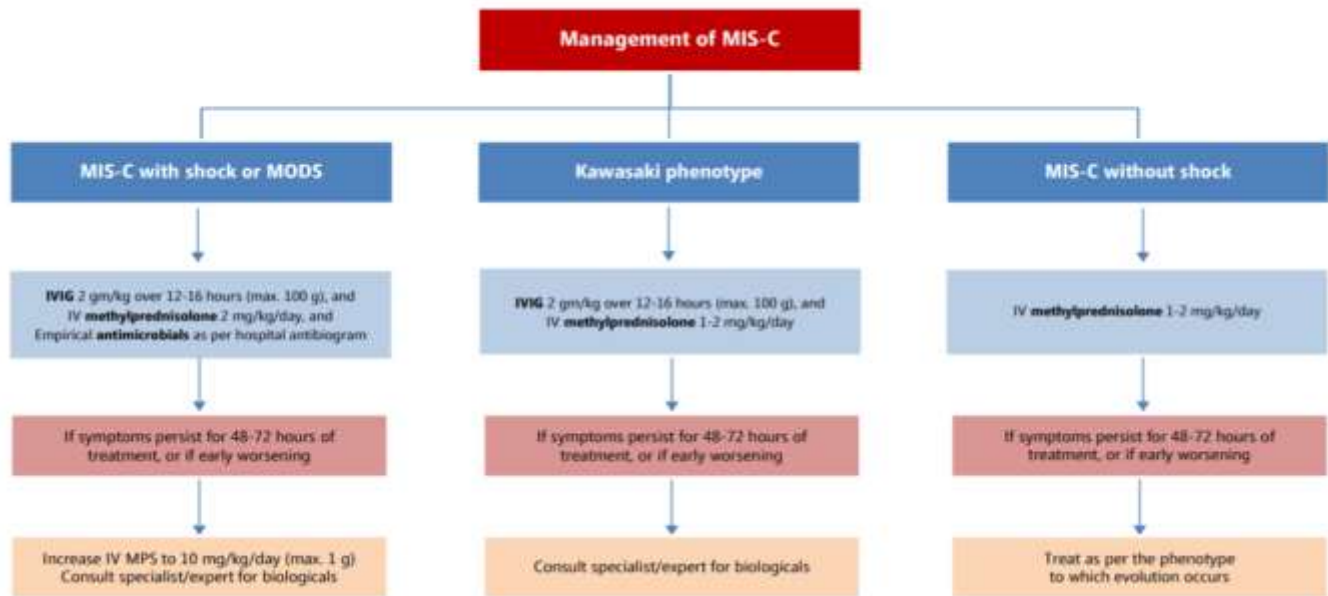 Management of MIS-C
MIS-C with shock or MODS
Kawasaki phenotype
MIS-C without shock
IVIG 2 gm/kg over 12-16 hours (max. 100 g), and
IV methylprednisolone 2 mg/kg/day, and
Empirical antimicrobials as per hospital antibiogram
IVIG 2 gm/kg over 12-16 hours (max. 100 g), and
IV methylprednisolone 1-2 mg/kg/day
IV methylprednisolone 1-2 mg/kg/day
If symptoms persist for 48-72 hours of
treatment, or if early worsening
If symptoms persist for 48-72 hours of
treatment, or if early worsening
If symptoms persist for 48-72 hours of
treatment, or if early worsening
Increase IV MPS to 10 mg/kg/day (max. 1 g)
Consult specialist/expert for biologicals
Consult specialist/expert for biologicals
Treat as per the phenotype
to which evolution occurs